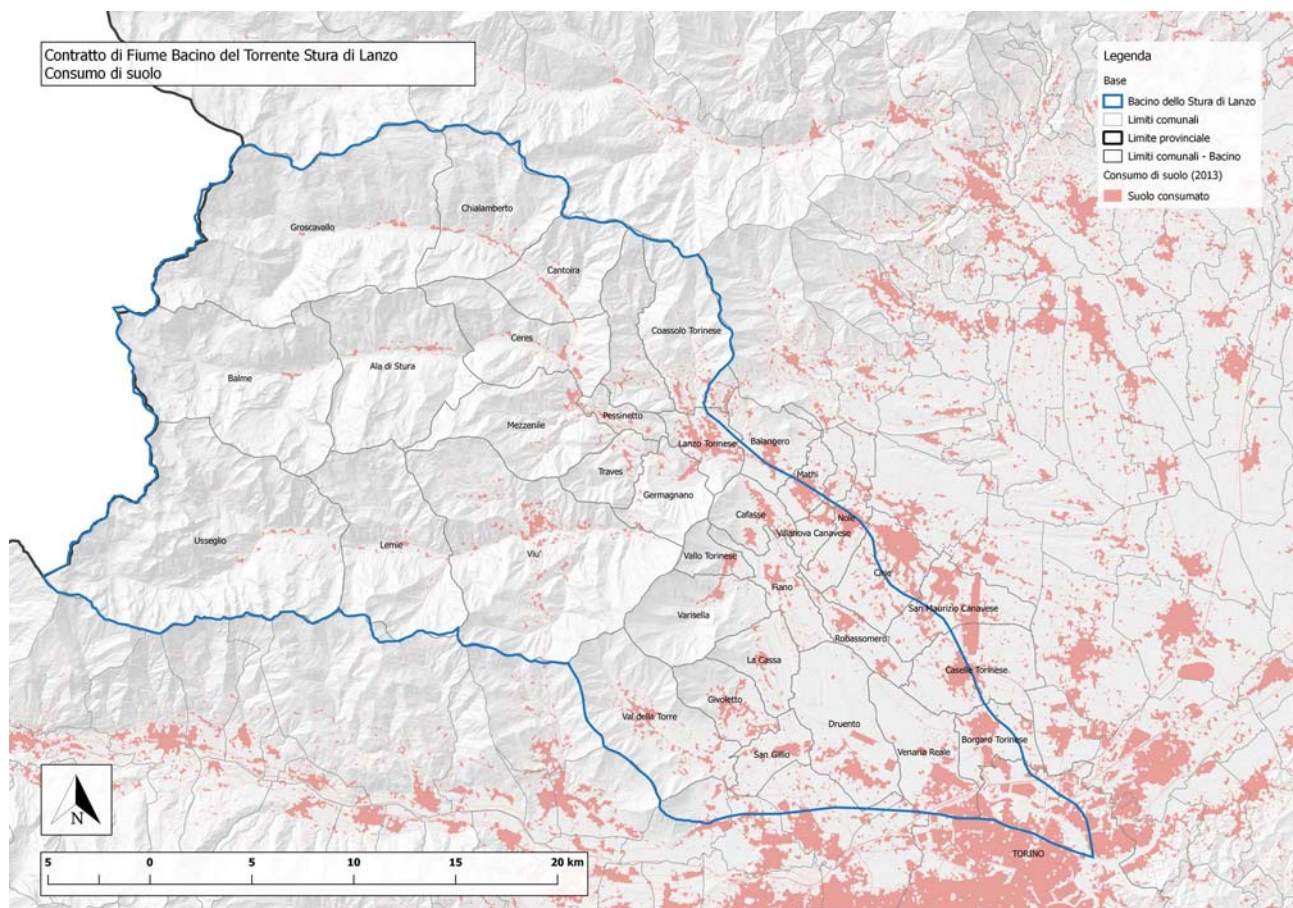 Contratto di Fiume Bacino del Torrente Stura di Lanzo
Consumo di suolo
Legenda
Base
Bacino dello Stura di Lanzo
Limiti comunali
Limite provinciale
Limiti comunali - Bacino
Consumo di suolo (2013)
Suolo consumato
Chialamberto
Groscavallo
Cantoira
Coassolo Torinese
Ceres
Ala di Stura
Balme
Pessinetto
Mezzenile
Lanzo Torinese
Balangero
Traves
Mathi
Germagnano
Cafasse
Nole
Villanova Canavese
Usseglio
Lemie
Viu'
Vallo Torinese
Ciriè
Fiano
San Maurizio Canavese
Varisella
Robassomero
La Cassa
Caselle Torinese
Givoletto
Val della Torre
Druento
Borgaro Torinese
San Gillio
Venaria Reale
TORINO
N
5 0 5 10 15 20 km